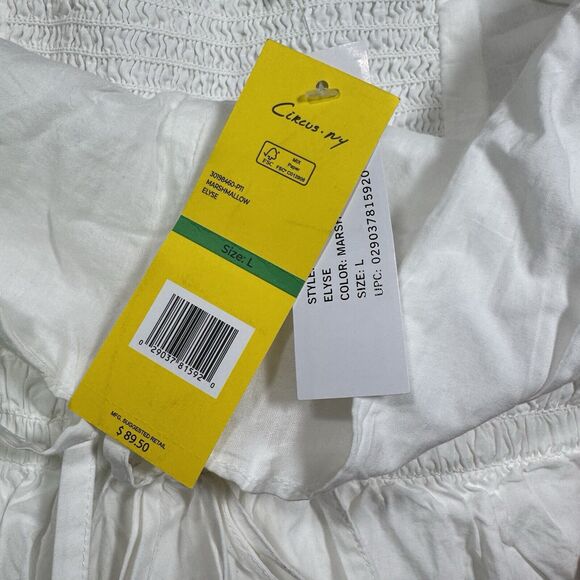 Circus·NY
FSC
MIX
Paper
30198460-P11
MARSHMALLOW
ELYSE
Size: L
0 29037 81592 0
MFG. SUGGESTED RETAIL
$ 89.50
STYLE:
ELYSE
COLOR: MARSH
SIZE: L
UPC: 029037815920